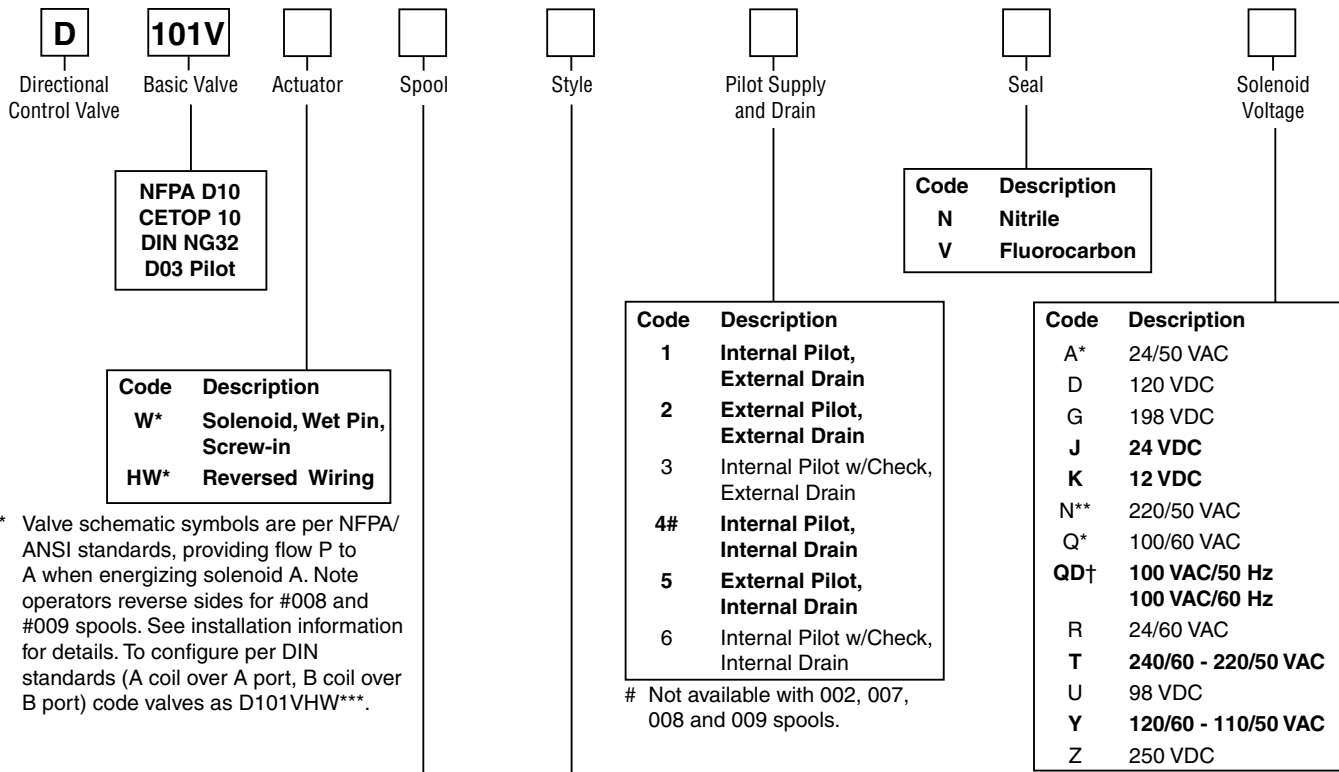 D 101V
Directional Control Valve
Basic Valve
Actuator
Spool
Style
Pilot Supply and Drain
Seal
Solenoid Voltage
NFPA D10
CETOP 10
DIN NG32
D03 Pilot
Code Description
W* Solenoid, Wet Pin,
Screw-in
HW* Reversed Wiring
* Valve schematic symbols are per NFPA/
ANSI standards, providing flow P to
A when energizing solenoid A. Note
operators reverse sides for #008 and
#009 spools. See installation information
for details. To configure per DIN
standards (A coil over A port, B coil over
B port) code valves as D101VHW***.
Code Description
1 Internal Pilot,
External Drain
2 External Pilot,
External Drain
3 Internal Pilot w/Check,
External Drain
4# Internal Pilot,
Internal Drain
5 External Pilot,
Internal Drain
6 Internal Pilot w/Check,
Internal Drain
# Not available with 002, 007,
008 and 009 spools.
Code Description
N Nitrile
V Fluorocarbon
Code Description
A* 24/50 VAC
D 120 VDC
G 198 VDC
J 24 VDC
K 12 VDC
N** 220/50 VAC
Q* 100/60 VAC
QD† 100 VAC/50 Hz
100 VAC/60 Hz
R 24/60 VAC
T 240/60 - 220/50 VAC
U 98 VDC
Y 120/60 - 110/50 VAC
Z 250 VDC